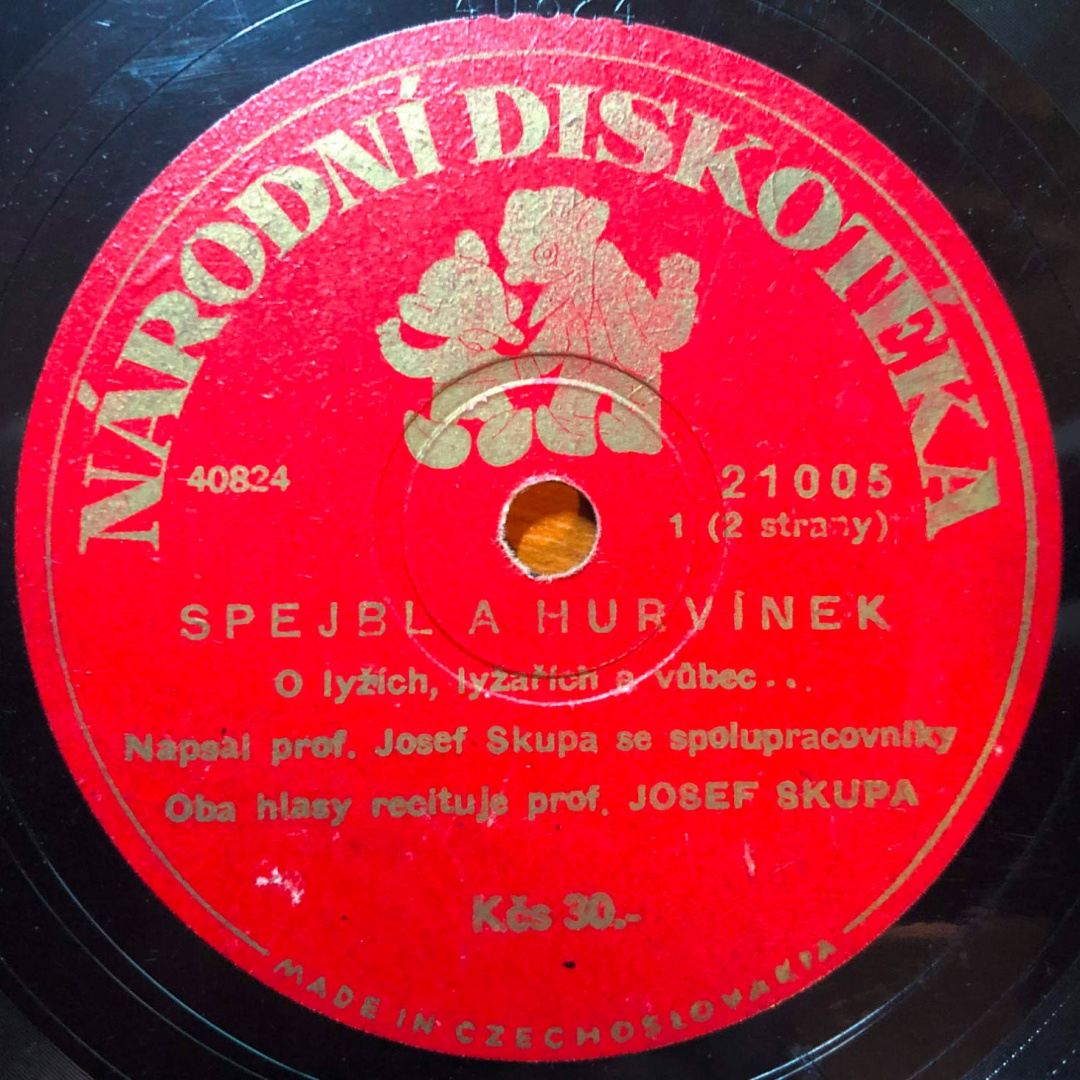 40824
NÁRODNÍ DISKOTÉKA
40824
21005
1 (2 strany)
SPEJBL A HURVÍNEK
O lyžích, lyžařích a vůbec...
Napsal prof. Josef Skupa se spolupracovníky
Oba hlasy recituje prof. JOSEF SKUPA
Kčs 30.-
MADE IN CZECHOSLOVAKIA